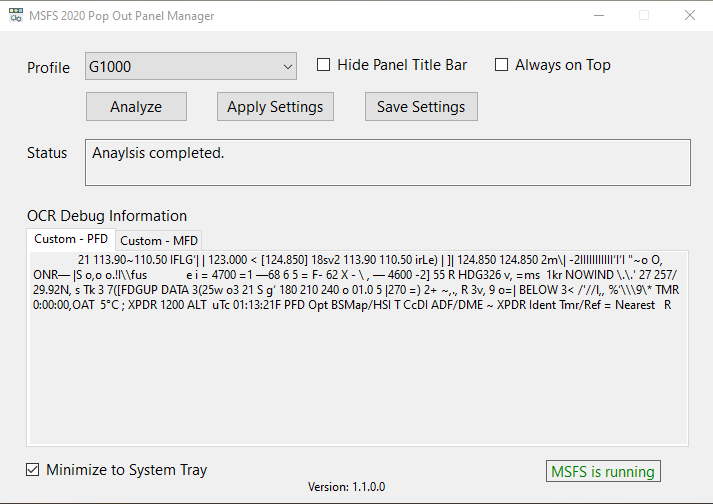 MSFS 2020 Pop Out Panel Manager
Profile G1000 Hide Panel Title Bar Always on Top
Analyze Apply Settings Save Settings
Status Anaylsis completed.
OCR Debug Information
Custom - PFD Custom - MFD
21 113.90~110.50 IFLG'| | 123.000 < [124.850] 18sv2 113.90 110.50 irLe) | ]| 124.850 124.850 2m\| -2IIIIIIIIIIII'I'I "~o O,
ONR— |S o,o o.!I\\fus e i = 4700 =1 —68 6 5 = F- 62 X - \ , — 4600 -2] 55 R HDG326 v, =ms 1kr NOWIND \.\.' 27 257/
29.92N, s Tk 3 7([FDGUP DATA 3(25w o3 21 S g' 180 210 240 o 01.0 5 |270 =) 2+ ~,., R 3v, 9 o=| BELOW 3< /'//I,, %'\\\9\* TMR
0:00:00,OAT 5°C ; XPDR 1200 ALT uTc 01:13:21F PFD Opt BSMap/HSI T CcDI ADF/DME ~ XPDR Ident Tmr/Ref = Nearest R
Minimize to System Tray
MSFS is running
Version: 1.1.0.0